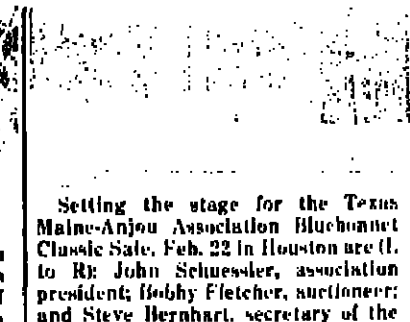 Setting the stage for the Texas
Maine-Anjou Association Bluebonnet
Classic Sale, Feb. 22 in Houston are (l.
to R): John Schuessler, association
president; Bobby Fletcher, auctioneer;
and Steve Bernhart, secretary of the